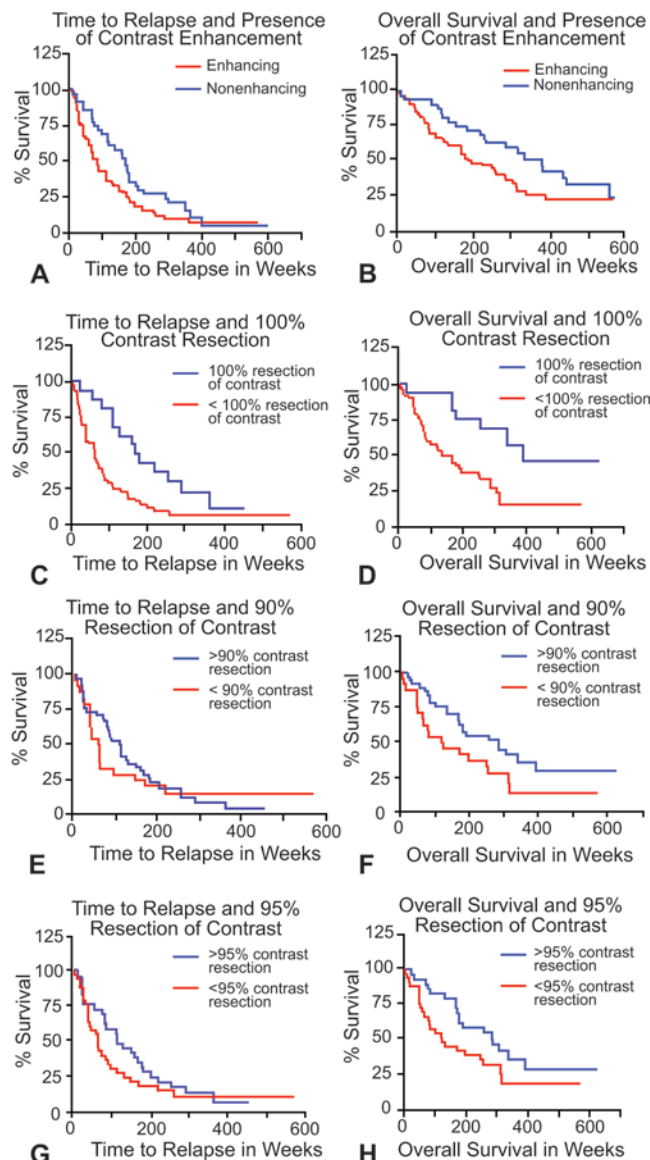 Time to Relapse and Presence
of Contrast Enhancement
125
100
75
50
25
0
% Survival
Enhancing
Nonenhancing
0
200
400
600
A
Time to Relapse in Weeks
Overall Survival and Presence
of Contrast Enhancement
125
100
75
50
25
0
% Survival
Enhancing
Nonenhancing
0
200
400
600
B
Overall Survival in Weeks
Time to Relapse and 100%
Contrast Resection
125
100
75
50
25
0
% Survival
100% resection
of contrast
< 100% resection
of contrast
0
200
400
600
C
Time to Relapse in Weeks
Overall Survival and 100%
Contrast Resection
125
100
75
50
25
0
% Survival
100% resection
of contrast
<100% resection
of contrast
0
200
400
600
D
Overall Survival in Weeks
Time to Relapse and 90%
Resection of Contrast
125
100
75
50
25
0
% Survival
>90% contrast
resection
< 90% contrast
resection
0
200
400
600
E
Time to Relapse in Weeks
Overall Survival and 90%
Resection of Contrast
125
100
75
50
25
0
% Survival
>90% contrast
resection
< 90% contrast
resection
0
200
400
600
F
Overall Survival in Weeks
Time to Relapse and 95%
Resection of Contrast
125
100
75
50
25
0
% Survival
>95% contrast
resection
<95% contrast
resection
0
200
400
600
G
Time to Relapse in Weeks
Overall Survival and 95%
Resection of Contrast
125
100
75
50
25
0
% Survival
>95% contrast
resection
<95% contrast
resection
0
200
400
600
H
Overall Survival in Weeks